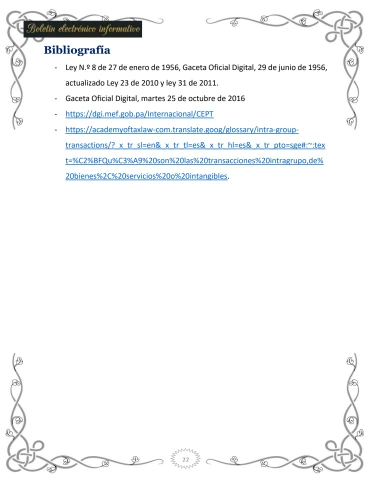 Boletín electrónico informativo
Bibliografía
- Ley N.º 8 de 27 de enero de 1956, Gaceta Oficial Digital, 29 de junio de 1956,
actualizado Ley 23 de 2010 y ley 31 de 2011.
- Gaceta Oficial Digital, martes 25 de octubre de 2016
- https://dgi.mef.gob.pa/Internacional/CEPT
- https://academyoftaxlaw-com.translate.goog/glossary/intra-group-
transactions/?_x_tr_sl=en&_x_tr_tl=es&_x_tr_hl=es&_x_tr_pto=sge#:~:tex
t=%C2%BFQu%C3%A9%20son%20las%20transacciones%20intragrupo,de%
20bienes%2C%20servicios%20o%20intangibles.
22